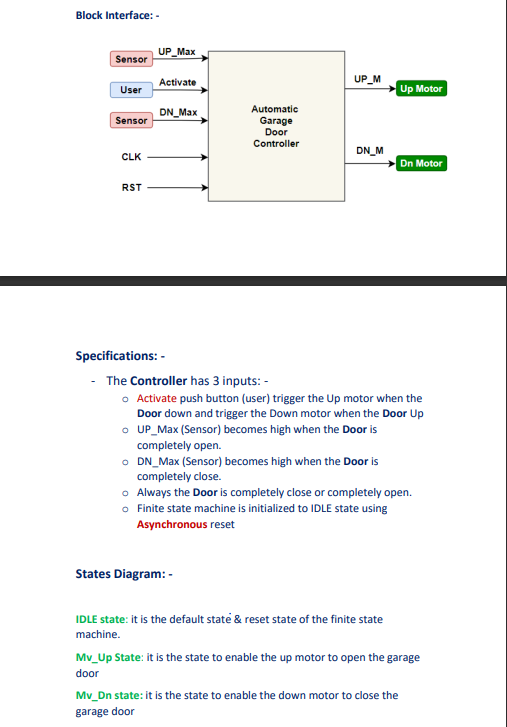 Block Interface: -
Sensor UP_Max
User Activate
Sensor DN_Max
CLK
RST
Automatic
Garage
Door
Controller
UP_M Up Motor
DN_M Dn Motor
Specifications: -
- The Controller has 3 inputs: -
o Activate push button (user) trigger the Up motor when the
Door down and trigger the Down motor when the Door Up
o UP_Max (Sensor) becomes high when the Door is
completely open.
o DN_Max (Sensor) becomes high when the Door is
completely close.
o Always the Door is completely close or completely open.
o Finite state machine is initialized to IDLE state using
Asynchronous reset
States Diagram: -
IDLE state: it is the default state & reset state of the finite state
machine.
Mv_Up State: it is the state to enable the up motor to open the garage
door
Mv_Dn state: it is the state to enable the down motor to close the
garage door